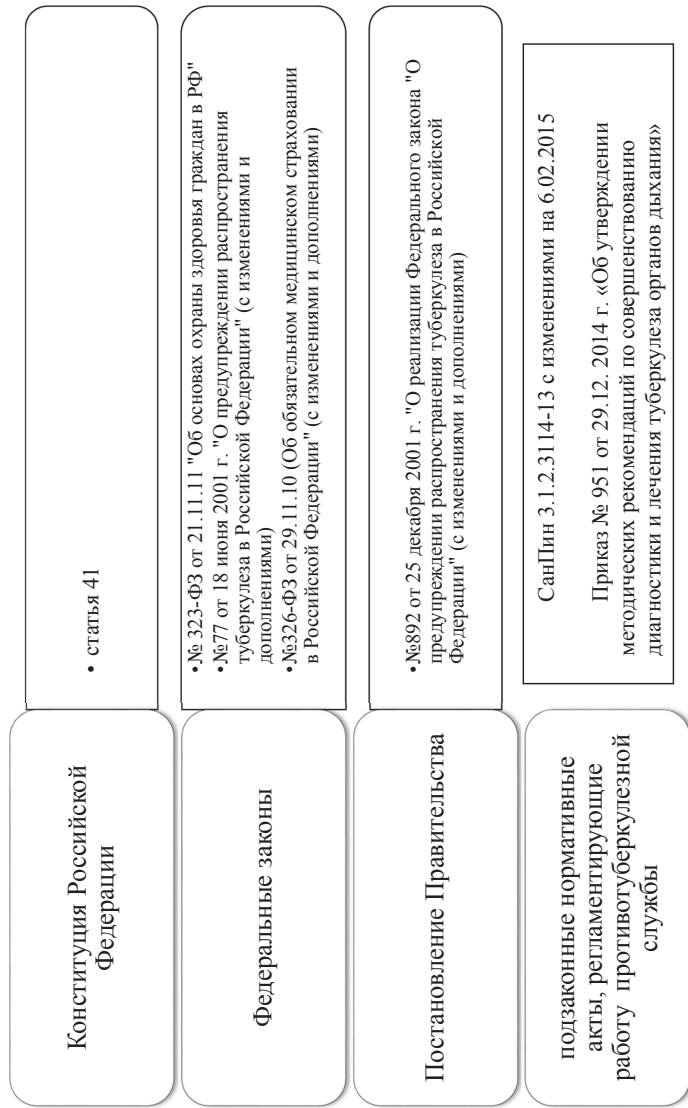 Конституция Российской
Федерации
• статья 41
Федеральные законы
•№ 323-ФЗ от 21.11.11 "Об основах охраны здоровья граждан в РФ"
•№77 от 18 июня 2001 г. "О предупреждении распространения
туберкулеза в Российской Федерации" (с изменениями и
дополнениями)
•№326-ФЗ от 29.11.10 (Об обязательном медицинском страховании
в Российской Федерации" (с изменениями и дополнениями)
Постановление Правительства
•№892 от 25 декабря 2001 г. "О реализации Федерального закона "О
предупреждении распространения туберкулеза в Российской
Федерации" (с изменениями и дополнениями)
подзаконные нормативные
акты, регламентирующие
работу противотуберкулезной
службы
СанПин 3.1.2.3114-13 с изменениями на 6.02.2015
Приказ № 951 от 29.12. 2014 г. «Об утверждении
методических рекомендаций по совершенствованию
диагностики и лечения туберкулеза органов дыхания»